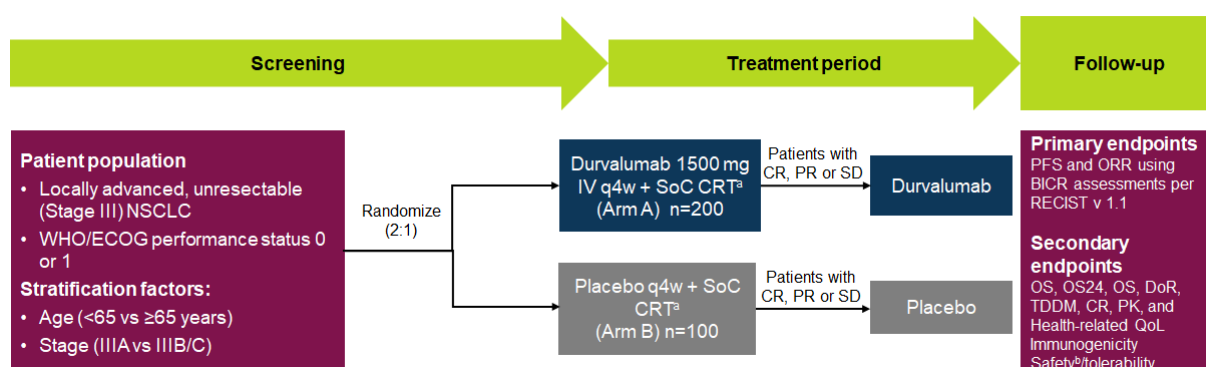 Screening
Treatment period
Follow-up
Patient population
• Locally advanced, unresectable
(Stage III) NSCLC
• WHO/ECOG performance status 0
or 1
Stratification factors:
• Age (<65 vs ≥65 years)
• Stage (IIIA vs IIIB/C)
Randomize
(2:1)
Durvalumab 1500 mg
IV q4w + SoC CRTᵃ
(Arm A) n=200
Patients with
CR, PR or SD
Durvalumab
Placebo q4w + SoC
CRTᵃ
(Arm B) n=100
Patients with
CR, PR or SD
Placebo
Primary endpoints
PFS and ORR using
BICR assessments per
RECIST v 1.1
Secondary
endpoints
OS, OS24, OS, DoR,
TDDM, CR, PK, and
Health-related QoL
Immunogenicity
Safetyᵇ/tolerability